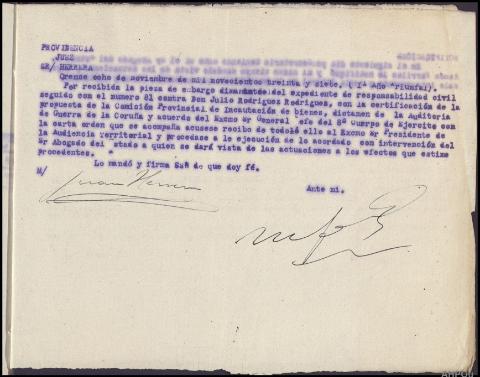 PROVIDENCIA
JUEZ
SR/ HERRERA
Orense ocho de noviembre de mil novecientos treinta y siete, ( 2º Año Triunfal).
Por recibida la pieza de embargo dimanante del expediente de responsabilidad civil
seguido con el numero 81 contra Don Julio Rodriguez Rodriguez, con la certificación de la
propuesta de la Comisión Provincial de Incautación de bienes, dictamen de la Auditoria
de Guerra de la Coruña y acuerdo del Excmo Sr General efe del 8º Cuerpo de Ejercito con
la carta orden que se acompaña acusese recibo de todolo ello al Excmo Sr Presidente de
la Audiencia Territorial y procedase a la ejecución de lo acordado con intervención del
Sr Abogado del stado a quien se dará vista de las actuaciones a los efectos que estime
procedentes.
Lo mandó y firma SSª de que doy fé.
M/
Ante mi.